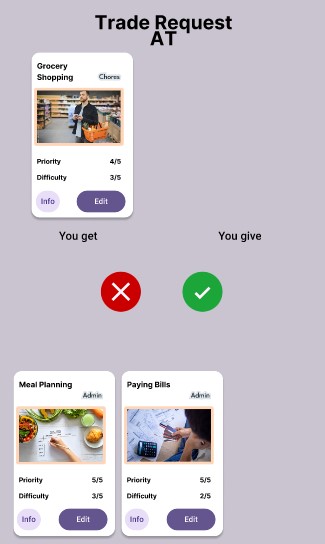 Trade Request
AT
Grocery
Shopping
Chores
Priority 4/5
Difficulty 3/5
Info Edit
You get You give
Meal Planning
Admin
Priority 5/5
Difficulty 3/5
Info Edit
Paying Bills
Admin
Priority 5/5
Difficulty 2/5
Info Edit